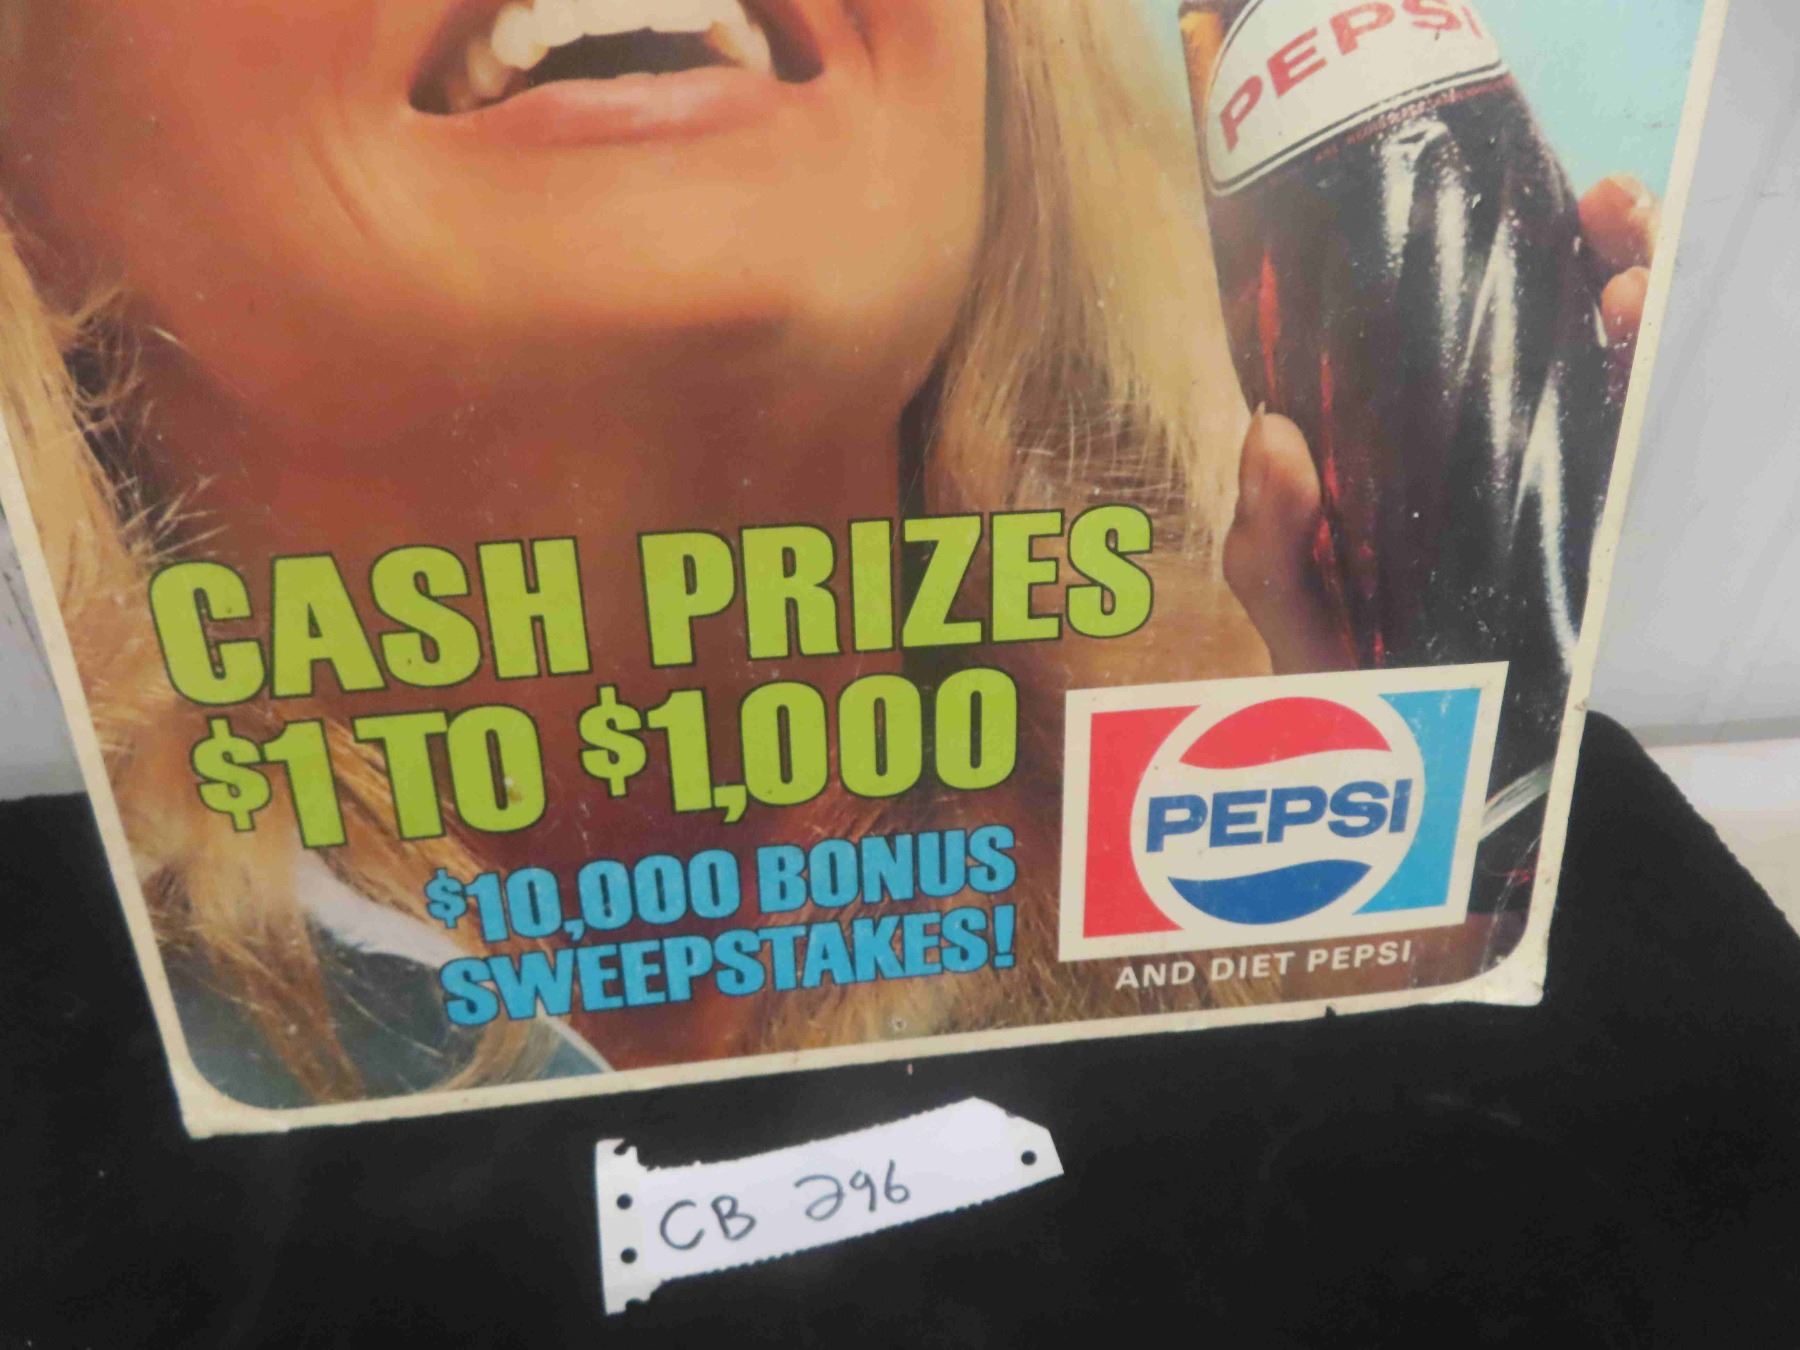 PEPSI
CASH PRIZES
$1 TO $1,000
$10,000 BONUS
SWEEPSTAKES!
PEPSI
AND DIET PEPSI
CB 296